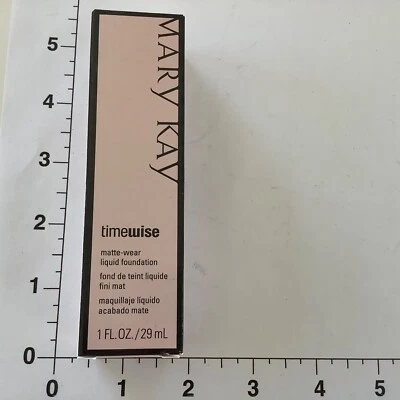 MARY KAY
timewise
matte-wear
liquid foundation
fond de teint liquide
fini mat
maquillaje líquido
acabado mate
1 FL. OZ. / 29 mL
5
4
3
2
1
0
0 1 2 3 4 5